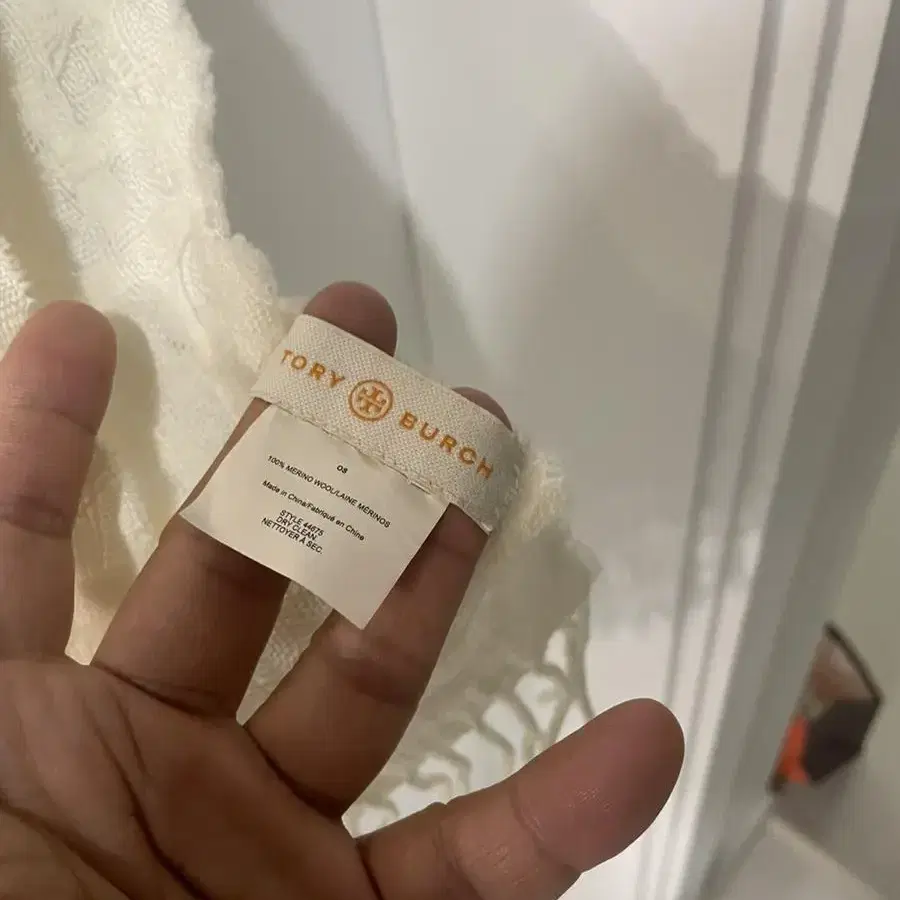 TORY BURCH
08
100% MERINO WOOL/LAINE MÉRINOS
Made in China/Fabriqué en Chine
STYLE 44675
DRY CLEAN.
NETTOYER À SEC.